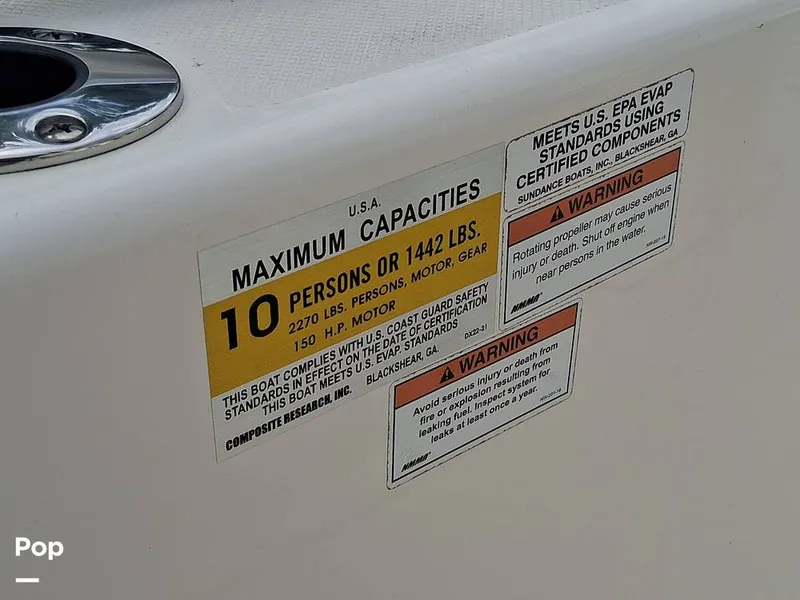 U.S.A.
MAXIMUM CAPACITIES
10 PERSONS OR 1442 LBS.
2270 LBS. PERSONS, MOTOR, GEAR
150 H.P. MOTOR
THIS BOAT COMPLIES WITH U.S. COAST GUARD SAFETY
STANDARDS IN EFFECT ON THE DATE OF CERTIFICATION
THIS BOAT MEETS U.S. EVAP. STANDARDS
DX22-21
COMPOSITE RESEARCH, INC. BLACKSHEAR, GA.
MEETS U.S. EPA EVAP
STANDARDS USING
CERTIFIED COMPONENTS
SUNDANCE BOATS, INC., BLACKSHEAR, GA
WARNING
Rotating propeller may cause serious
injury or death. Shut off engine when
near persons in the water.
NMMA
WARNING
Avoid serious injury or death from
fire or explosion resulting from
leaking fuel. Inspect system for
leaks at least once a year.
NMMA
Pop